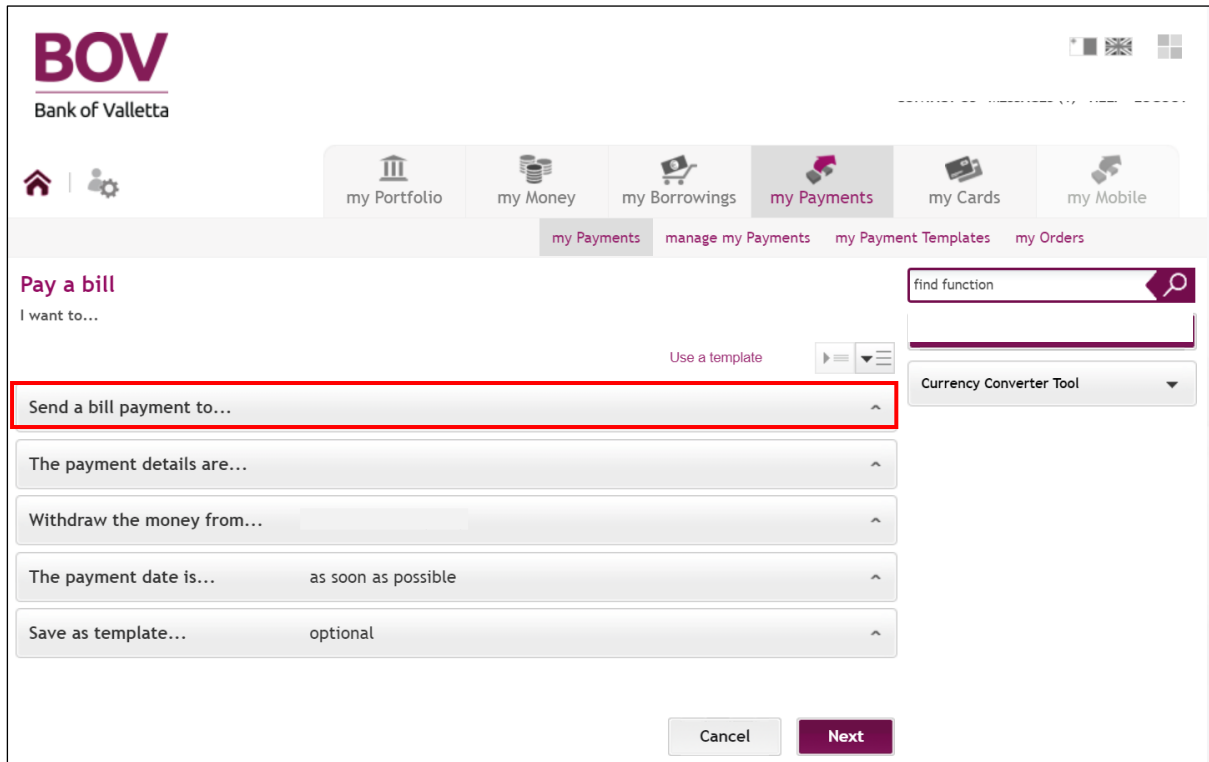 BOV
Bank of Valletta
my Portfolio
my Money
my Borrowings
my Payments
my Cards
my Mobile
my Payments
manage my Payments
my Payment Templates
my Orders
Pay a bill
find function
I want to...
Use a template
Currency Converter Tool
Send a bill payment to...
The payment details are...
Withdraw the money from...
The payment date is... as soon as possible
Save as template... optional
Cancel
Next